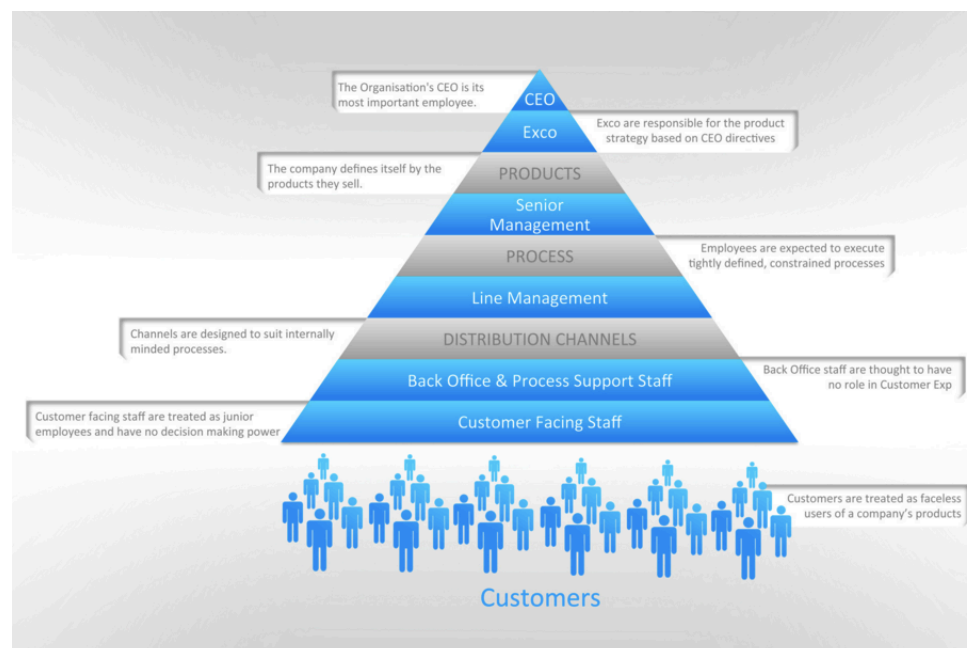 The Organisation's CEO is its
most important employee.
CEO
Exco
Exco are responsible for the product
strategy based on CEO directives
The company defines itself by the
products they sell.
PRODUCTS
Senior
Management
PROCESS
Employees are expected to execute
tightly defined, constrained processes
Line Management
Channels are designed to suit internally
minded processes.
DISTRIBUTION CHANNELS
Back Office & Process Support Staff
Back Office staff are thought to have
no role in Customer Exp
Customer facing staff are treated as junior
employees and have no decision making power
Customer Facing Staff
Customers are treated as faceless
users of a company's products
Customers